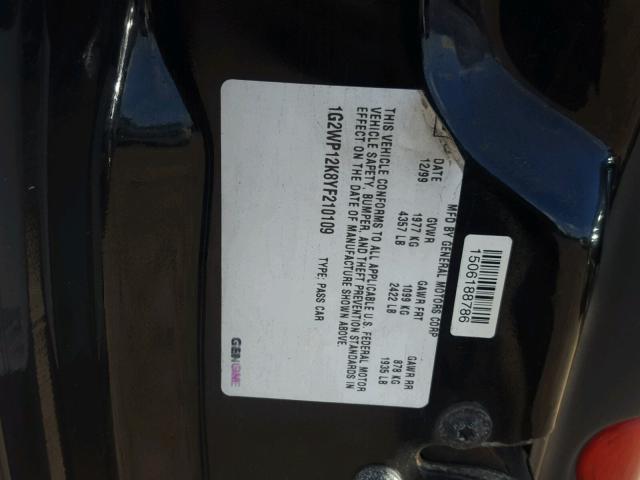 MFD BY GENERAL MOTORS CORP
DATE GVWR GAWR FRT GAWR RR
12/99 1977 KG 1099 KG 878 KG
4357 LB 2422 LB 1935 LB
THIS VEHICLE CONFORMS TO ALL APPLICABLE U.S. FEDERAL MOTOR
VEHICLE SAFETY, BUMPER, AND THEFT PREVENTION STANDARDS IN
EFFECT ON THE DATE OF MANUFACTURE SHOWN ABOVE.
1G2WP12K8YF210109 TYPE: PASS CAR
1506188786